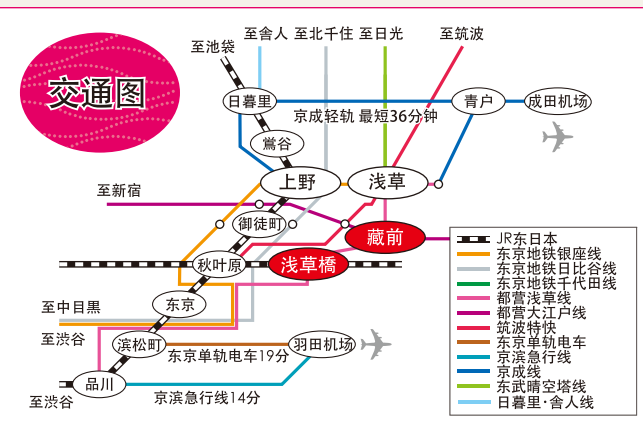 交通图
至舍人
至北千住
至日光
至筑波
至池袋
日暮里
青户
成田机场
京成轻轨 最短36分钟
鶯谷
上野
浅草
至新宿
御徒町
藏前
秋叶原
浅草橋
至中目黒
东京
至渋谷
滨松町
东京单轨电车19分
羽田机场
品川
至渋谷
京滨急行线14分
JR东日本
东京地铁银座线
东京地铁日比谷线
东京地铁千代田线
都营浅草线
都营大江户线
筑波特快
东京单轨电车
京滨急行线
京成线
东武晴空塔线
日暮里·舎人线